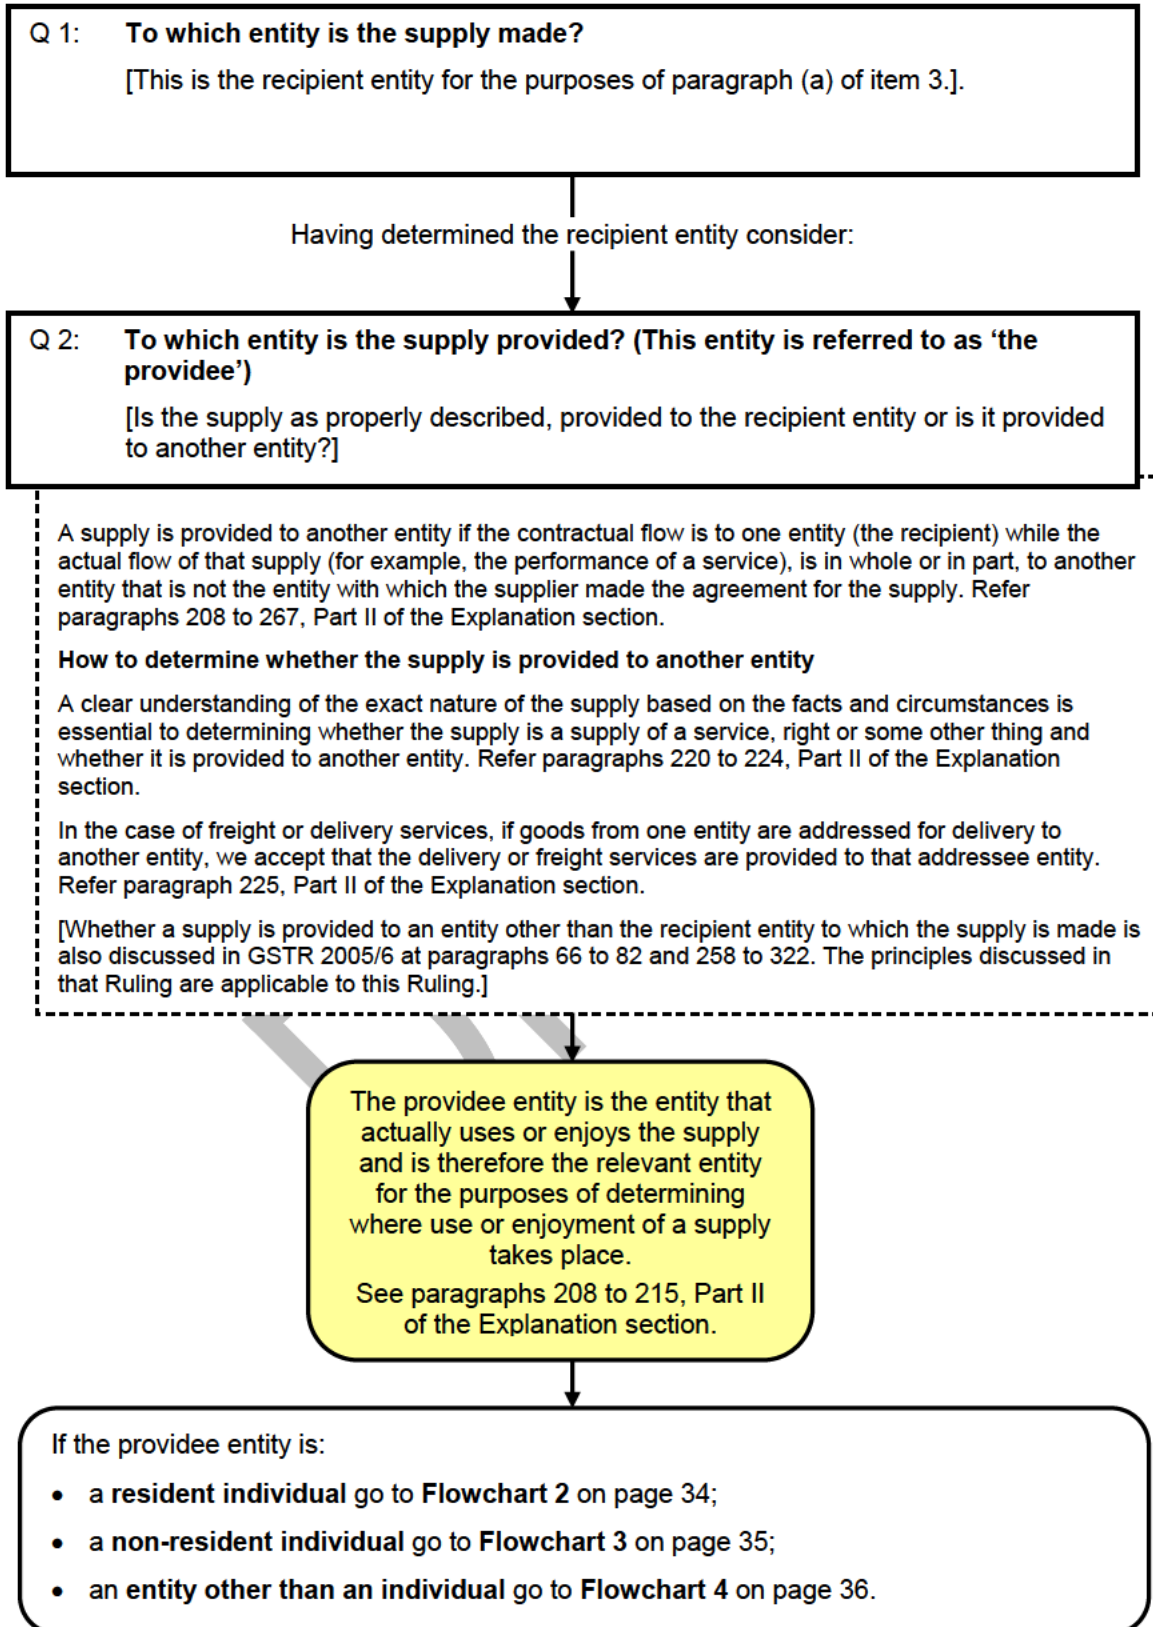 Q 1: To which entity is the supply made?
[This is the recipient entity for the purposes of paragraph (a) of item 3.].
Having determined the recipient entity consider:
Q 2: To which entity is the supply provided? (This entity is referred to as ‘the
providee’)
[Is the supply as properly described, provided to the recipient entity or is it provided
to another entity?]
A supply is provided to another entity if the contractual flow is to one entity (the recipient) while the
actual flow of that supply (for example, the performance of a service), is in whole or in part, to another
entity that is not the entity with which the supplier made the agreement for the supply. Refer
paragraphs 208 to 267, Part II of the Explanation section.
How to determine whether the supply is provided to another entity
A clear understanding of the exact nature of the supply based on the facts and circumstances is
essential to determining whether the supply is a supply of a service, right or some other thing and
whether it is provided to another entity. Refer paragraphs 220 to 224, Part II of the Explanation
section.
In the case of freight or delivery services, if goods from one entity are addressed for delivery to
another entity, we accept that the delivery or freight services are provided to that addressee entity.
Refer paragraph 225, Part II of the Explanation section.
[Whether a supply is provided to an entity other than the recipient entity to which the supply is made is
also discussed in GSTR 2005/6 at paragraphs 66 to 82 and 258 to 322. The principles discussed in
that Ruling are applicable to this Ruling.]
The providee entity is the entity that
actually uses or enjoys the supply
and is therefore the relevant entity
for the purposes of determining
where use or enjoyment of a supply
takes place.
See paragraphs 208 to 215, Part II
of the Explanation section.
If the providee entity is:
• a resident individual go to Flowchart 2 on page 34;
• a non-resident individual go to Flowchart 3 on page 35;
• an entity other than an individual go to Flowchart 4 on page 36.